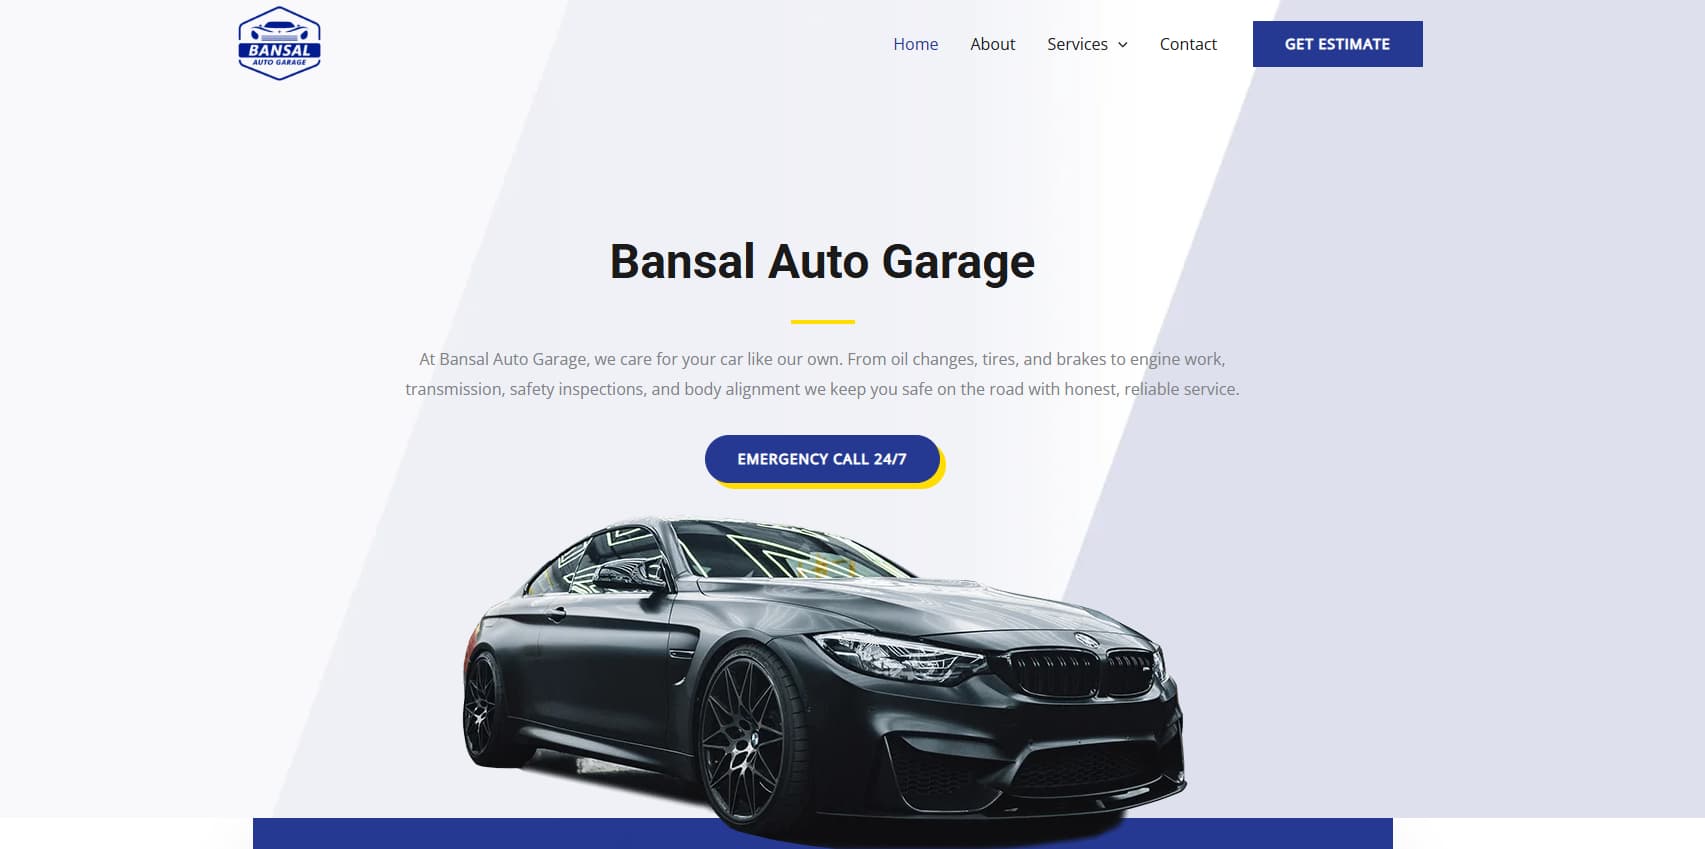 BANSAL
AUTO GARAGE
Home About Services Contact GET ESTIMATE
Bansal Auto Garage
At Bansal Auto Garage, we care for your car like our own. From oil changes, tires, and brakes to engine work,
transmission, safety inspections, and body alignment we keep you safe on the road with honest, reliable service.
EMERGENCY CALL 24/7